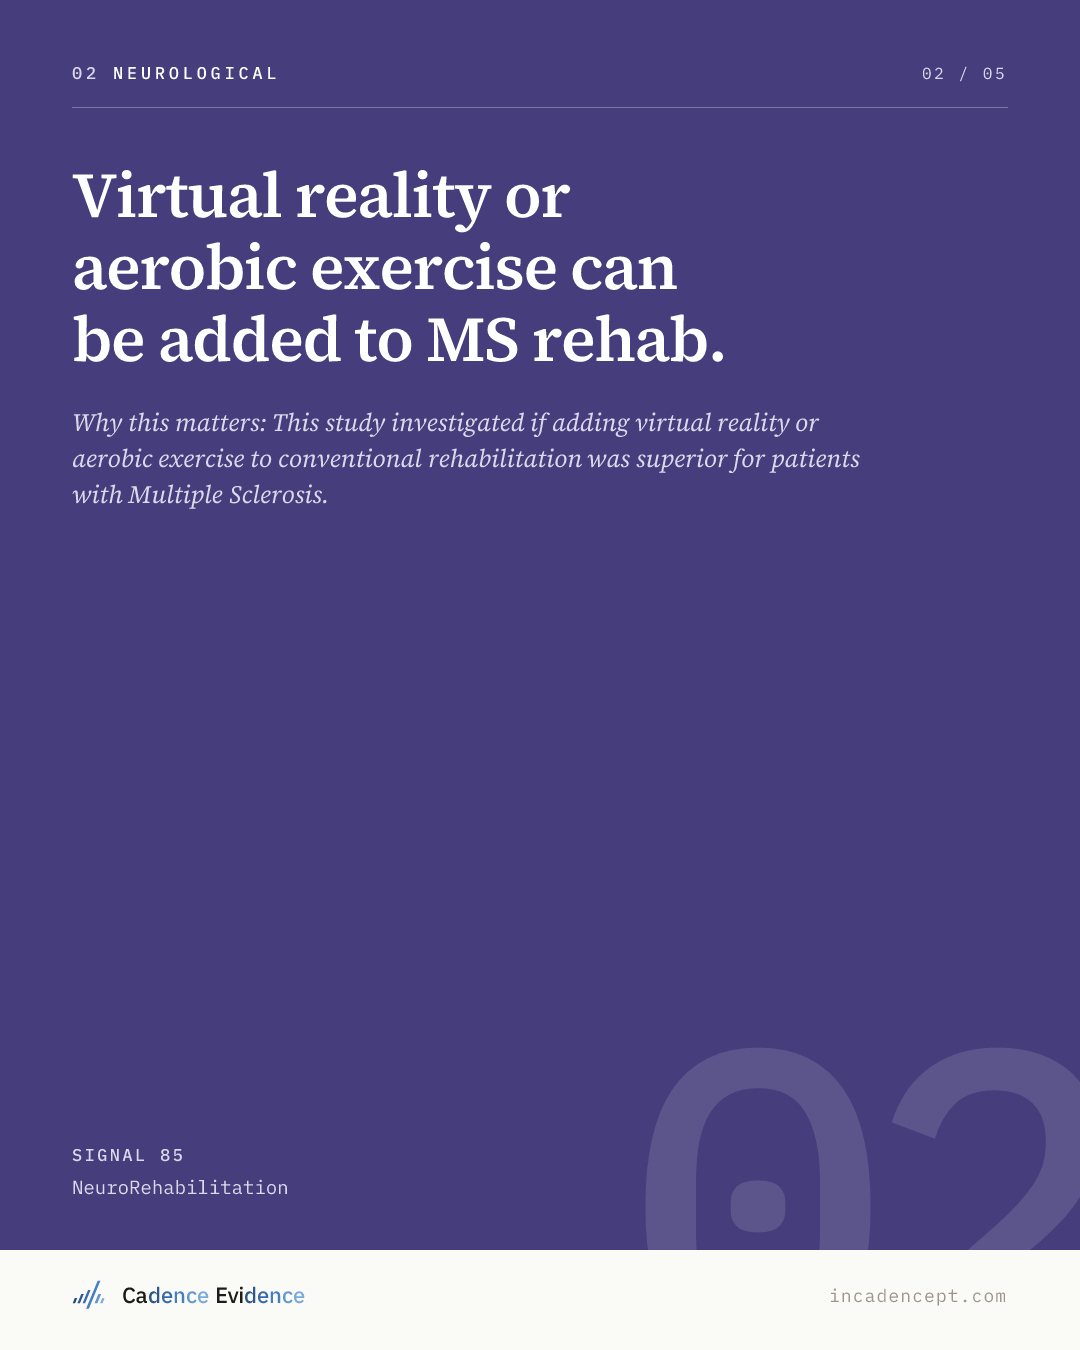 02 NEUROLOGICAL
02 / 05
Virtual reality or
aerobic exercise can
be added to MS rehab.
Why this matters: This study investigated if adding virtual reality or
aerobic exercise to conventional rehabilitation was superior for patients
with Multiple Sclerosis.
02
SIGNAL 85
NeuroRehabilitation
Cadence Evidence
incadencept.com